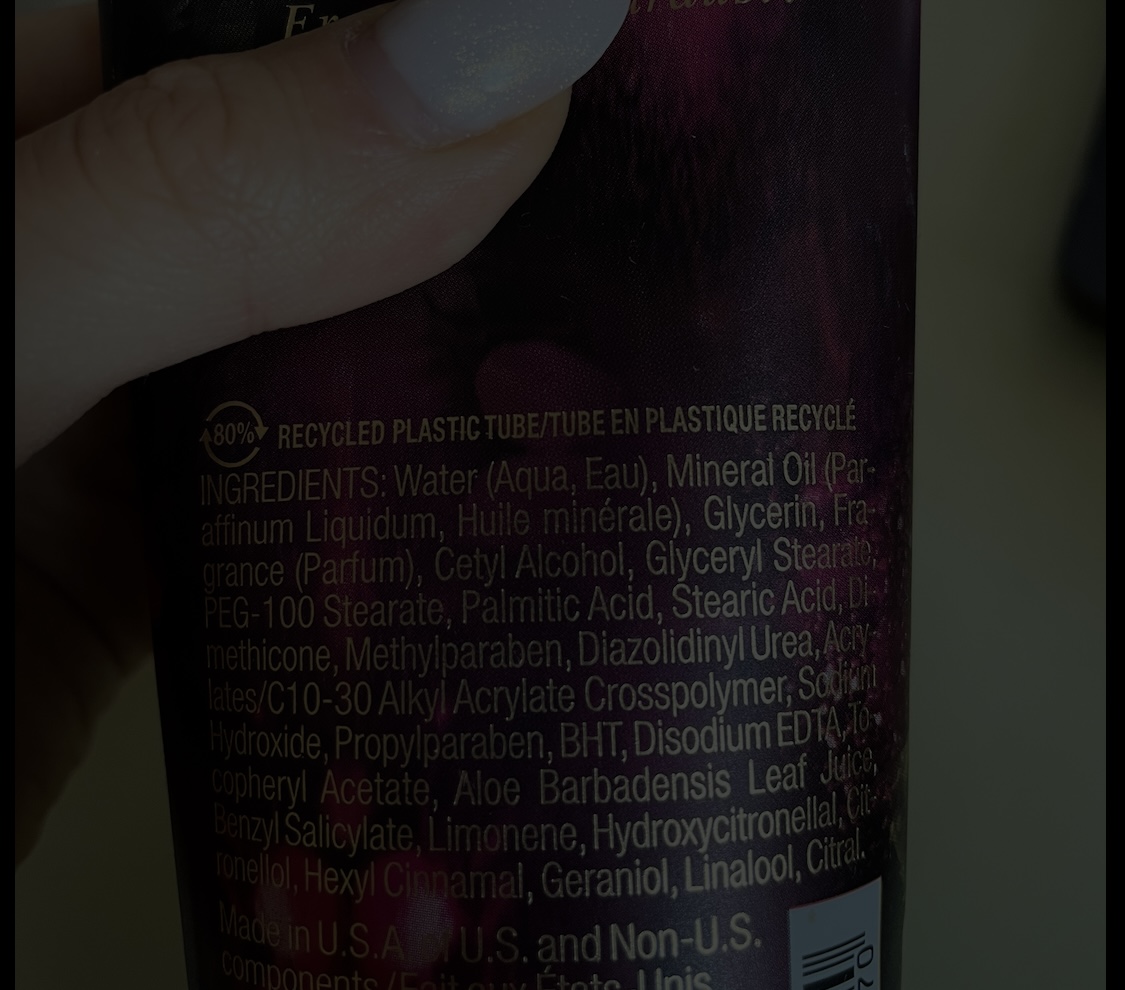 80% RECYCLED PLASTIC TUBE/TUBE EN PLASTIQUE RECYCLÉ
INGREDIENTS: Water (Aqua, Eau), Mineral Oil (Par-
affinum Liquidum, Huile minérale), Glycerin, Fra-
grance (Parfum), Cetyl Alcohol, Glyceryl Stearate,
PEG-100 Stearate, Palmitic Acid, Stearic Acid, Di-
methicone, Methylparaben, Diazolidinyl Urea, Acry-
lates/C10-30 Alkyl Acrylate Crosspolymer, Sodium
Hydroxide, Propylparaben, BHT, Disodium EDTA, To-
copheryl Acetate, Aloe Barbadensis Leaf Juice,
Benzyl Salicylate, Limonene, Hydroxycitronellal, Cit-
ronellol, Hexyl Cinnamal, Geraniol, Linalool, Citral.
Made in U.S.A. of U.S. and Non-U.S.
components/Fait aux États-Unis